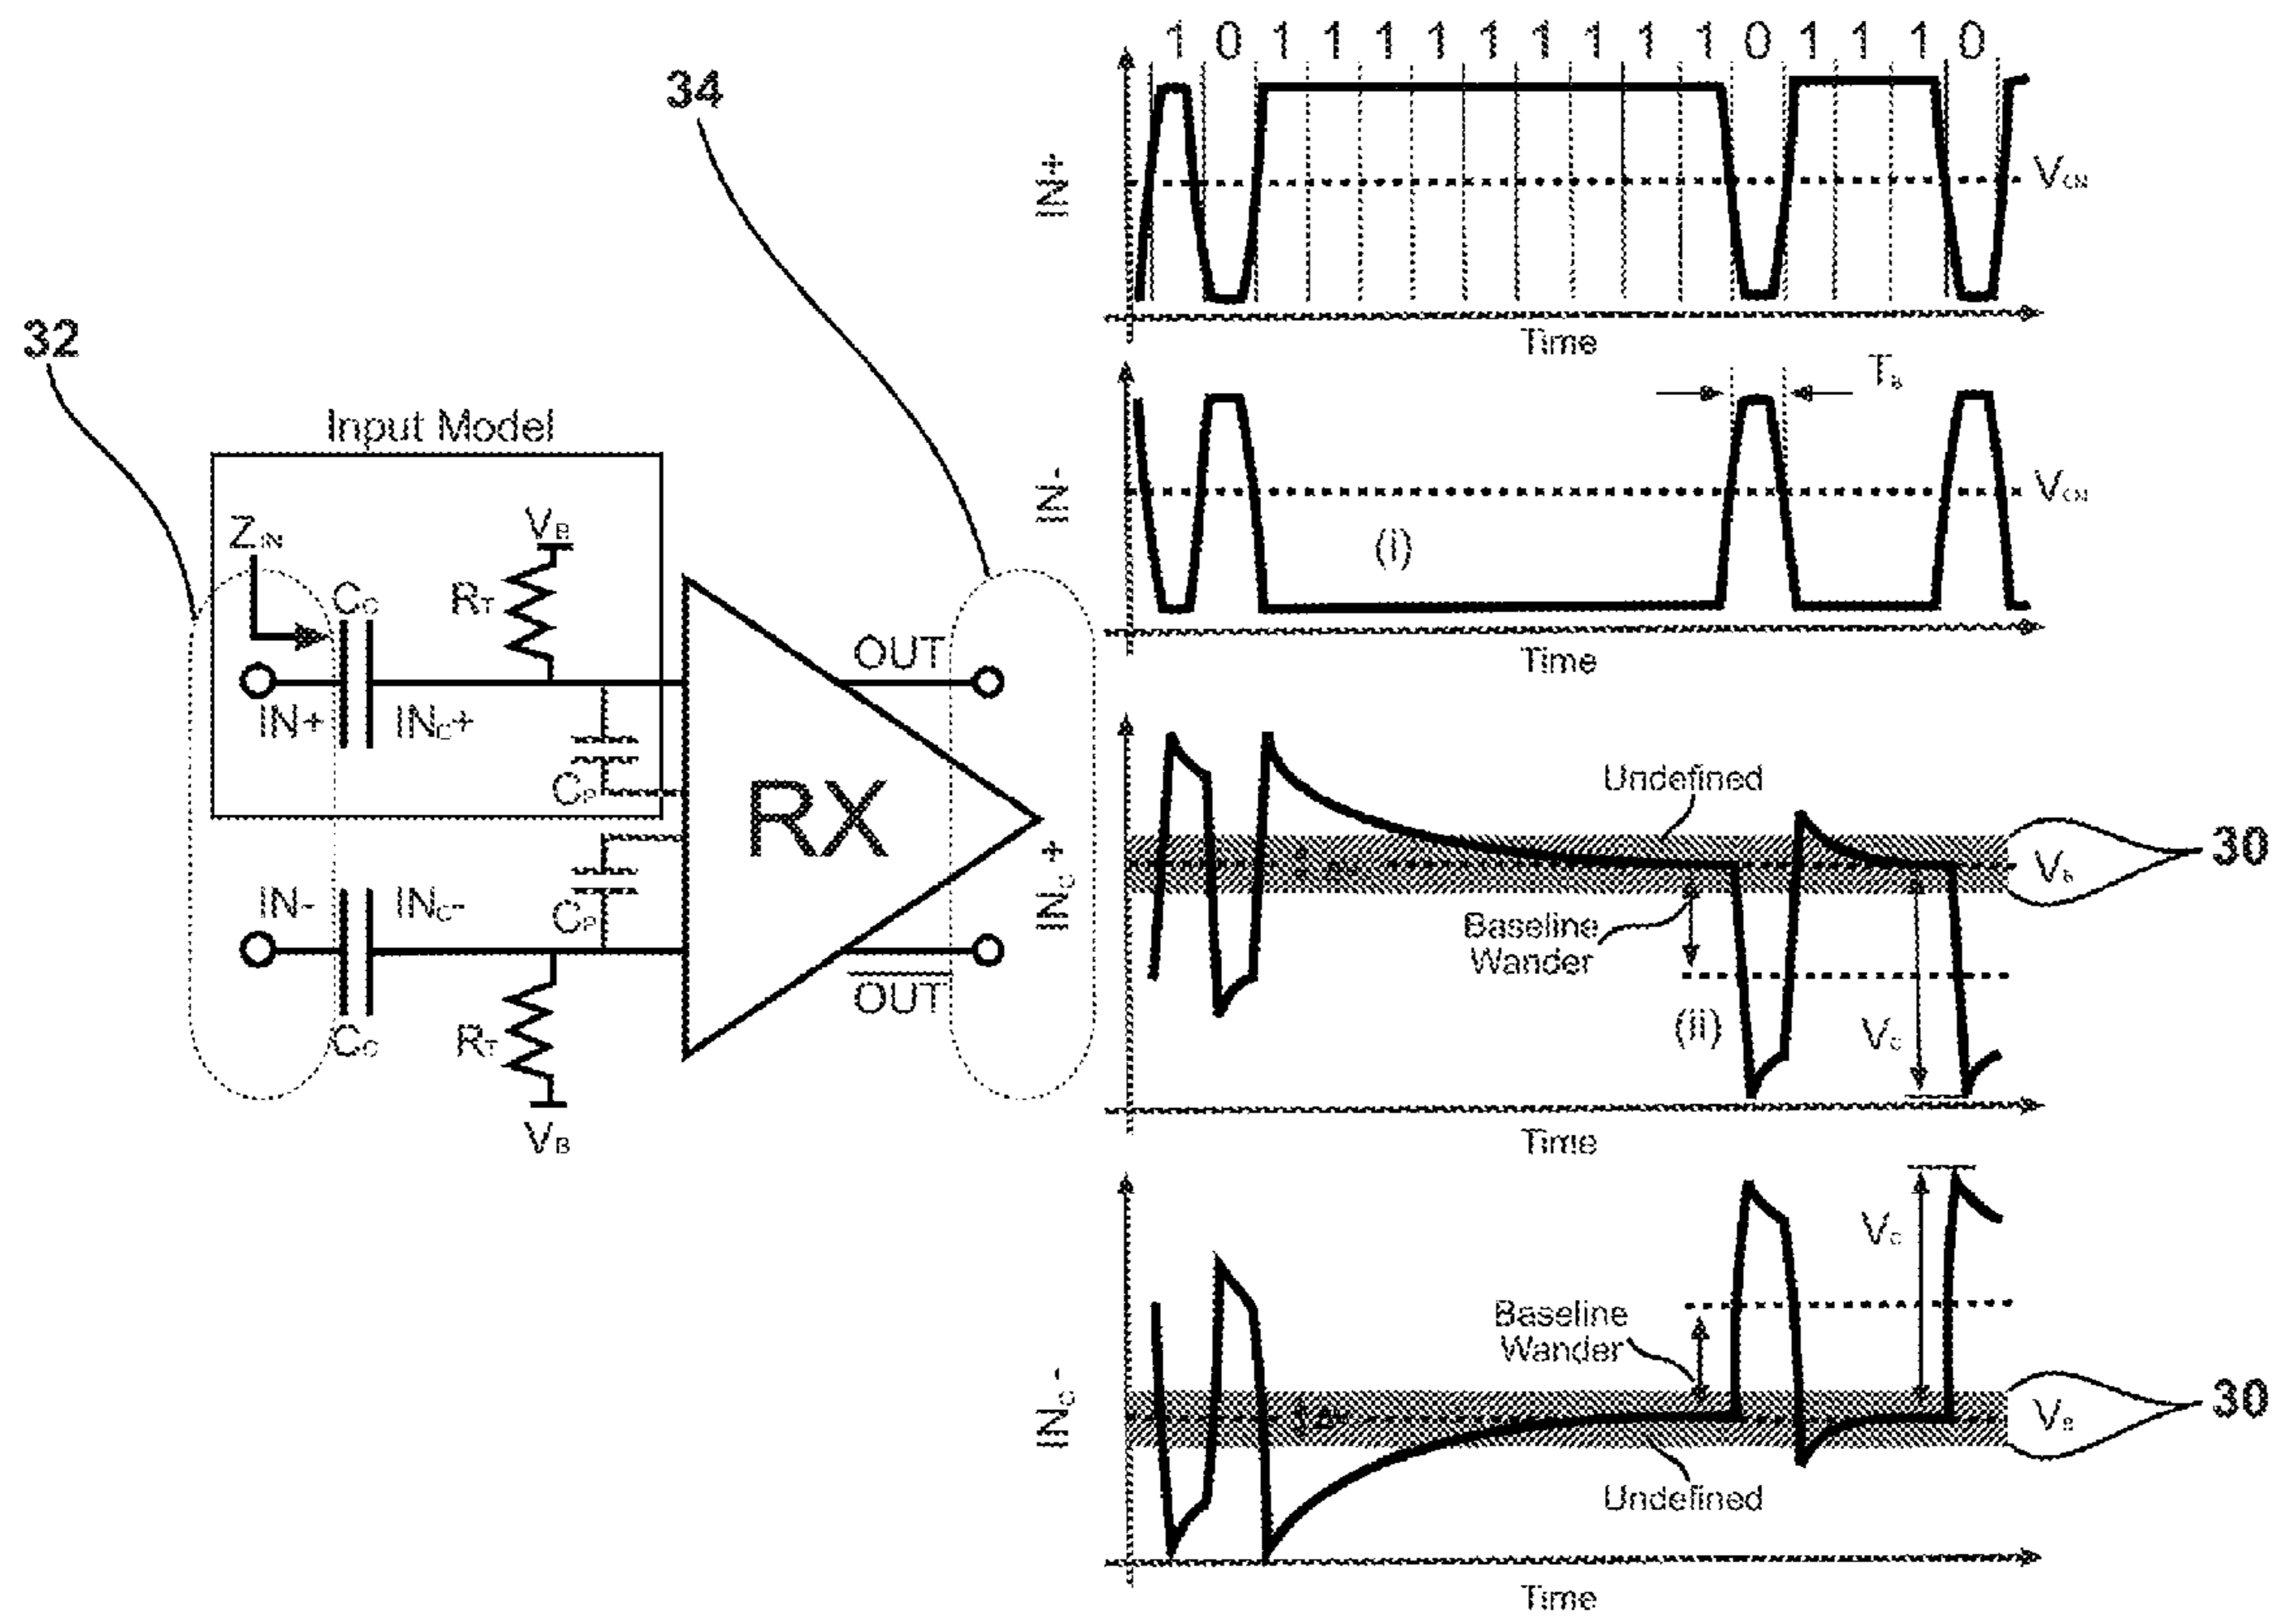 32
34
Input Model
ZIN
VB
CC
RT
IN+
INC+
CP
OUT
RX
IN-
INC-
CP
OUT
CC
RT
VB
1 0 1 1 1 1 1 1 1 1 1 0 1 1 1 0
IN+
VCM
Time
TB
IN-
VCM
(i)
Time
Undefined
INC+
VB
30
Baseline
Wander
(ii)
VC
Time
VC
Baseline
Wander
INC-
VB
30
Undefined
Time